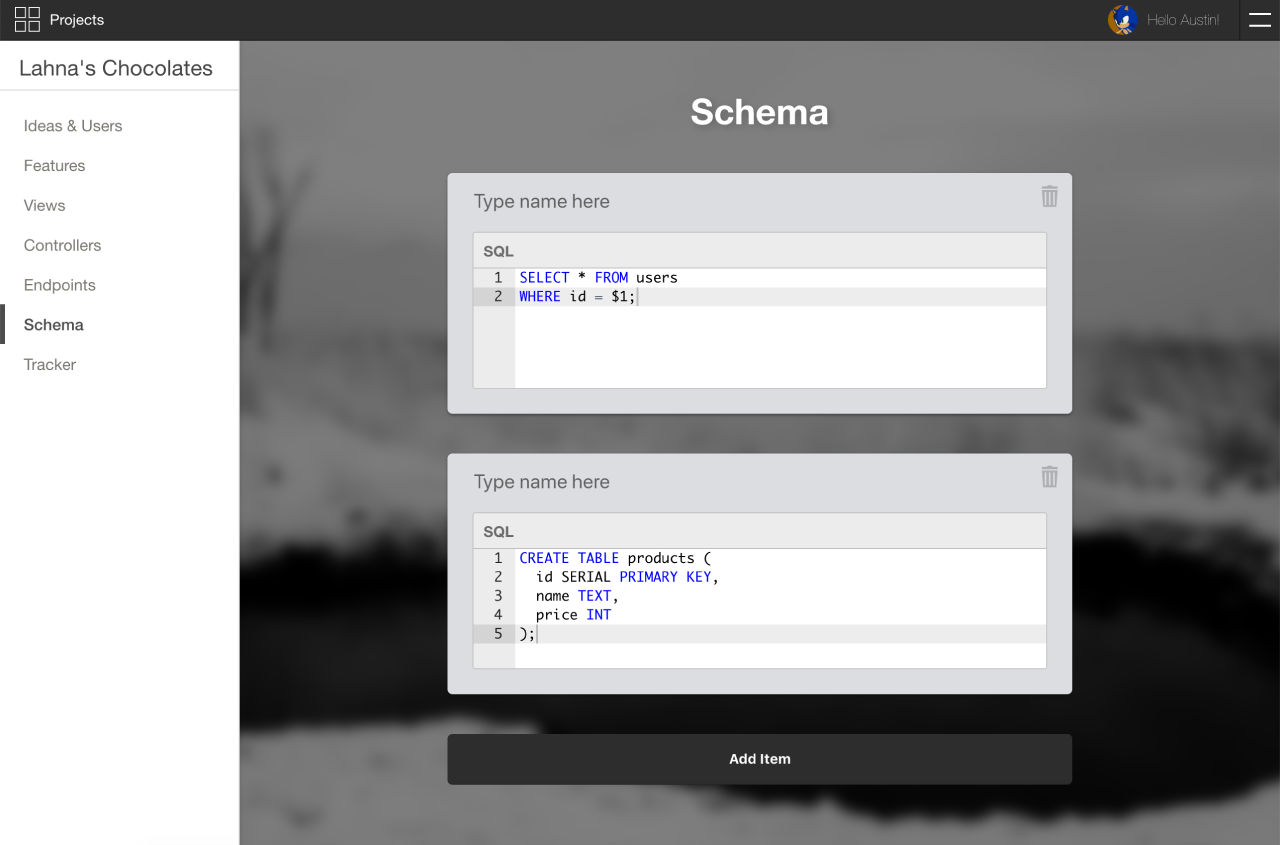 Projects
Hello Austin!
Lahna's Chocolates
Ideas & Users
Features
Views
Controllers
Endpoints
Schema
Tracker
Schema
Type name here
SQL
1 SELECT * FROM users
2 WHERE id = $1;
Type name here
SQL
1 CREATE TABLE products (
2 id SERIAL PRIMARY KEY,
3 name TEXT,
4 price INT
5 );
Add Item